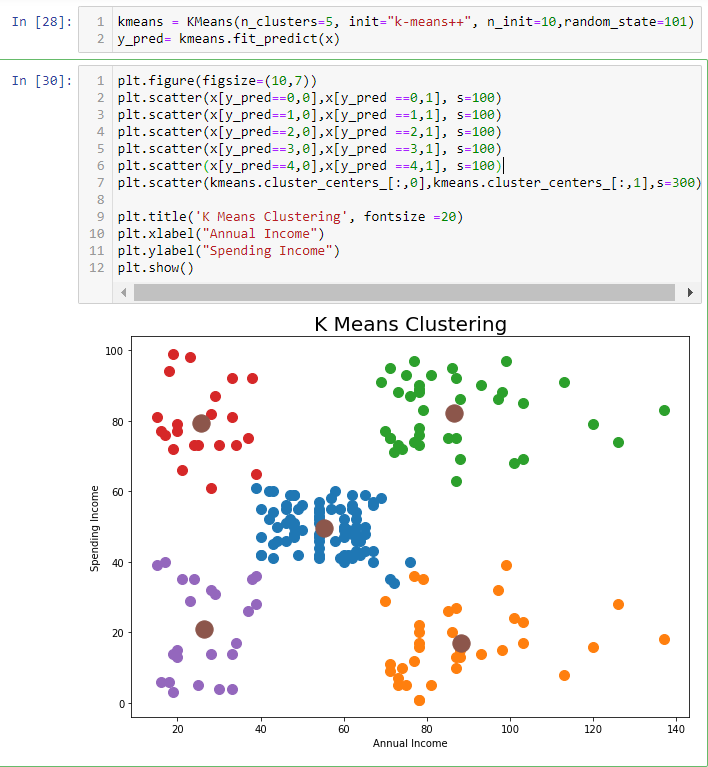 In [28]:
1 kmeans = KMeans(n_clusters=5, init="k-means++", n_init=10,random_state=101)
2 y_pred= kmeans.fit_predict(x)
In [30]:
1 plt.figure(figsize=(10,7))
2 plt.scatter(x[y_pred==0,0],x[y_pred ==0,1], s=100)
3 plt.scatter(x[y_pred==1,0],x[y_pred ==1,1], s=100)
4 plt.scatter(x[y_pred==2,0],x[y_pred ==2,1], s=100)
5 plt.scatter(x[y_pred==3,0],x[y_pred ==3,1], s=100)
6 plt.scatter(x[y_pred==4,0],x[y_pred ==4,1], s=100)
7 plt.scatter(kmeans.cluster_centers_[:,0],kmeans.cluster_centers_[:,1],s=300)
8
9 plt.title('K Means Clustering', fontsize =20)
10 plt.xlabel("Annual Income")
11 plt.ylabel("Spending Income")
12 plt.show()
K Means Clustering
100
80
60
40
20
0
Spending Income
20 40 60 80 100 120 140
Annual Income